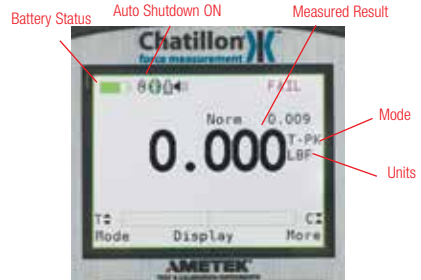 Battery Status
Auto Shutdown ON
Measured Result
Chatillon
force measurement
FAIL
Norm 0.009
0.000
T-PK
LBF
Mode
Units
T C
Mode Display More
AMETEK